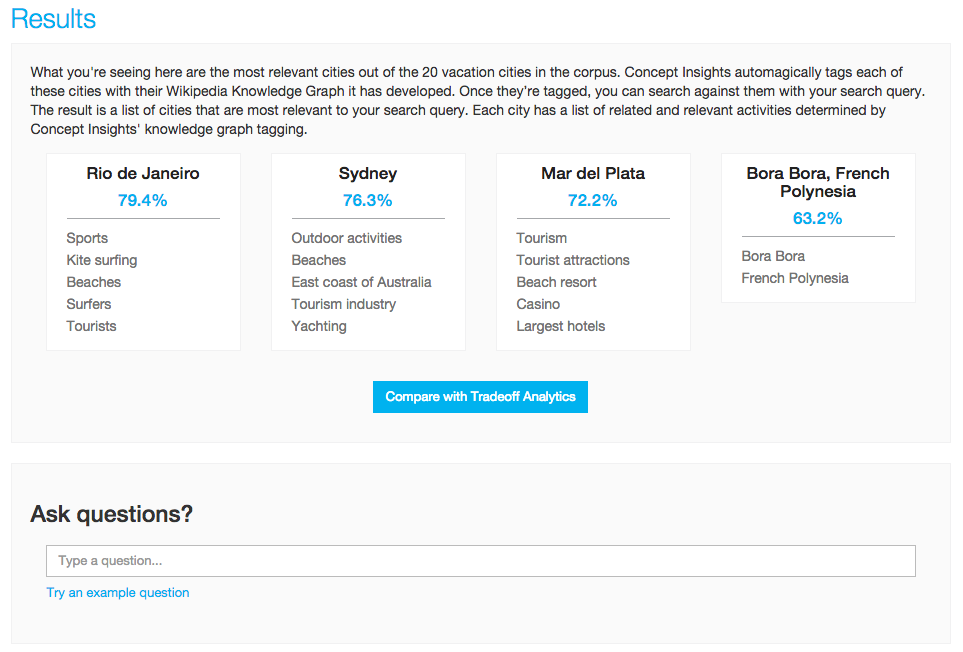 Results
What you're seeing here are the most relevant cities out of the 20 vacation cities in the corpus. Concept Insights automagically tags each of
these cities with their Wikipedia Knowledge Graph it has developed. Once they're tagged, you can search against them with your search query.
The result is a list of cities that are most relevant to your search query. Each city has a list of related and relevant activities determined by
Concept Insights' knowledge graph tagging.
Rio de Janeiro
79.4%
Sports
Kite surfing
Beaches
Surfers
Tourists
Sydney
76.3%
Outdoor activities
Beaches
East coast of Australia
Tourism industry
Yachting
Mar del Plata
72.2%
Tourism
Tourist attractions
Beach resort
Casino
Largest hotels
Bora Bora, French
Polynesia
63.2%
Bora Bora
French Polynesia
Compare with Tradeoff Analytics
Ask questions?
Type a question...
Try an example question